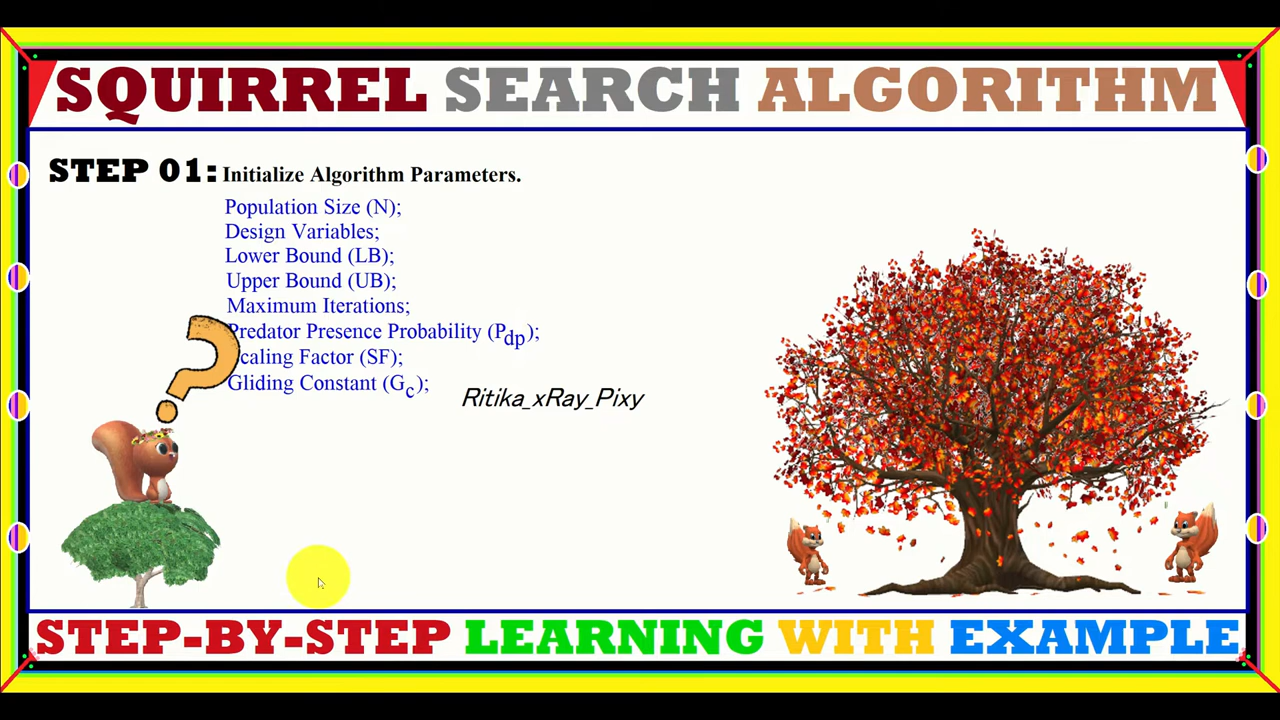 SQUIRREL SEARCH ALGORITHM
STEP 01: Initialize Algorithm Parameters.
Population Size (N);
Design Variables;
Lower Bound (LB);
Upper Bound (UB);
Maximum Iterations;
?
Predator Presence Probability (Pdp);
Scaling Factor (SF);
Gliding Constant (Gc);
Ritika_xRay_Pixy
STEP-BY-STEP LEARNING WITH EXAMPLE